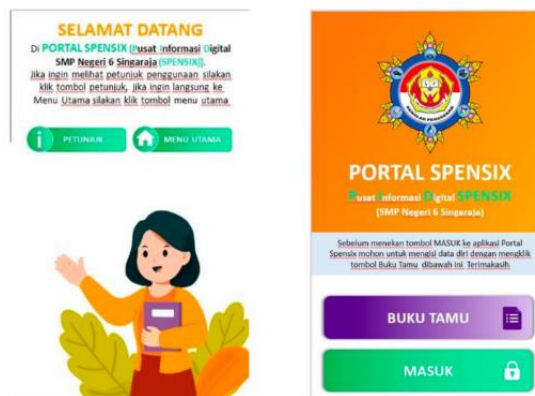 SELAMAT DATANG
Di PORTAL SPENSIX (Pusat Informasi Digital
SMP Negeri 6 Singaraja (SPENSIX)).
Jika ingin melihat petunjuk penggunaan silakan
klik tombol petunjuk, Jika ingin langsung ke
Menu Utama silakan klik tombol menu utama
PETUNJUK
MENU UTAMA
PORTAL SPENSIX
Pusat Informasi Digital SPENSIX
(SMP Negeri 6 Singaraja)
Sebelum menekan tombol MASUK ke aplikasi Portal
Spensix mohon untuk mengisi data diri dengan mengklik
tombol Buku Tamu dibawah ini Terimakasih
BUKU TAMU
MASUK